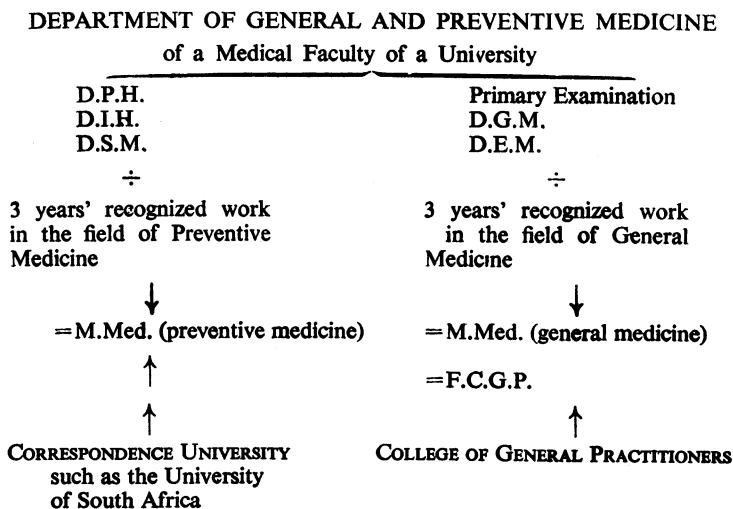 DEPARTMENT OF GENERAL AND PREVENTIVE MEDICINE
of a Medical Faculty of a University
D.P.H.
D.I.H.
D.S.M.
÷
3 years' recognized work
in the field of Preventive
Medicine
↓
=M.Med. (preventive medicine)
↑
↑
CORRESPONDENCE UNIVERSITY
such as the University
of South Africa
Primary Examination
D.G.M.
D.E.M.
÷
3 years' recognized work
in the field of General
Medicine
↓
=M.Med. (general medicine)
=F.C.G.P.
↑
COLLEGE OF GENERAL PRACTITIONERS